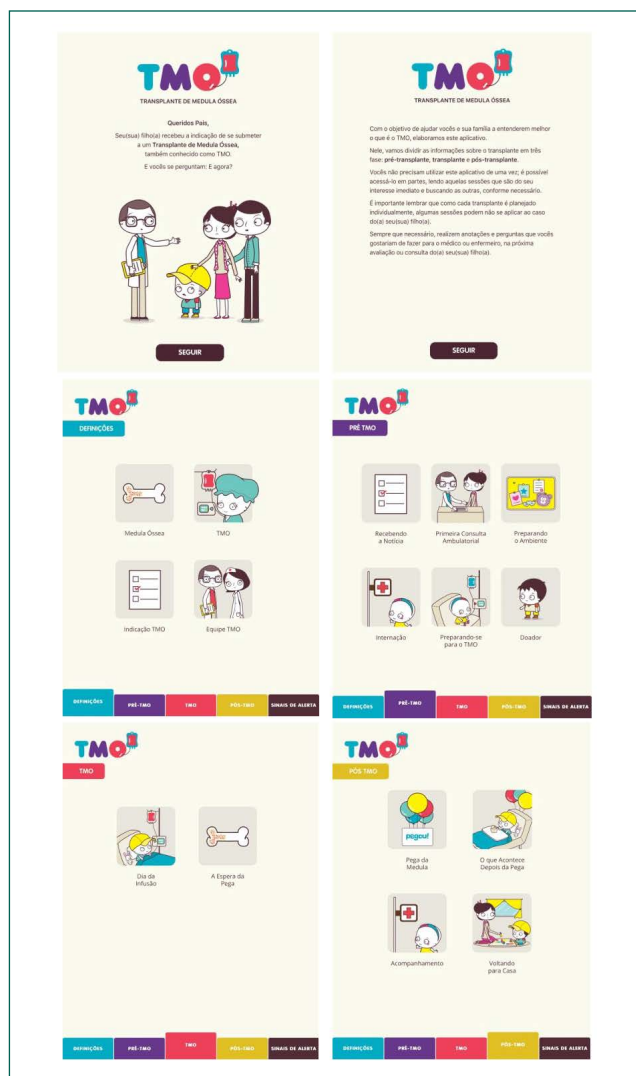 TMO
TRANSPLANTE DE MEDULA ÓSSEA
Queridos Pais,
Seu(sua) filho(a) recebeu a indicação de se submeter
a um Transplante de Medula Óssea,
também conhecido como TMO.
E vocês se perguntam: E agora?
SEGUIR
TMO
TRANSPLANTE DE MEDULA ÓSSEA
Com o objetivo de ajudar vocês e sua família a entenderem melhor
o que é o TMO, elaboramos este aplicativo.
Nele, vamos dividir as informações sobre o transplante em três
fase: pré-transplante, transplante e pós-transplante.
Vocês não precisam utilizar este aplicativo de uma vez; é possível
acessá-lo em partes, lendo aquelas sessões que são do seu
interesse imediato e buscando as outras, conforme necessário.
É importante lembrar que como cada transplante é planejado
individualmente, algumas sessões podem não se aplicar ao caso
do(a) seu(sua) filho(a).
Sempre que necessário, realizem anotações e perguntas que vocês
gostariam de fazer para o médico ou enfermeiro, na próxima
avaliação ou consulta do(a) seu(sua) filho(a).
SEGUIR
TMO
DEFINIÇÕES
Medula Óssea
TMO
Indicação TMO
Equipe TMO
DEFINIÇÕES
PRÉ-TMO
TMO
PÓS-TMO
SINAIS DE ALERTA
TMO
PRÉ TMO
Recebendo
a Notícia
Primeira Consulta
Ambulatorial
Preparando
o Ambiente
Internação
Preparando-se
para o TMO
Doador
DEFINIÇÕES
PRÉ-TMO
TMO
PÓS-TMO
SINAIS DE ALERTA
TMO
TMO
Dia da
Infusão
A Espera da
Pega
DEFINIÇÕES
PRÉ-TMO
TMO
PÓS-TMO
SINAIS DE ALERTA
TMO
PÓS TMO
pegou!
Pega da
Medula
O que Acontece
Depois da Pega
Acompanhamento
Voltando
para Casa
DEFINIÇÕES
PRÉ-TMO
TMO
PÓS-TMO
SINAIS DE ALERTA